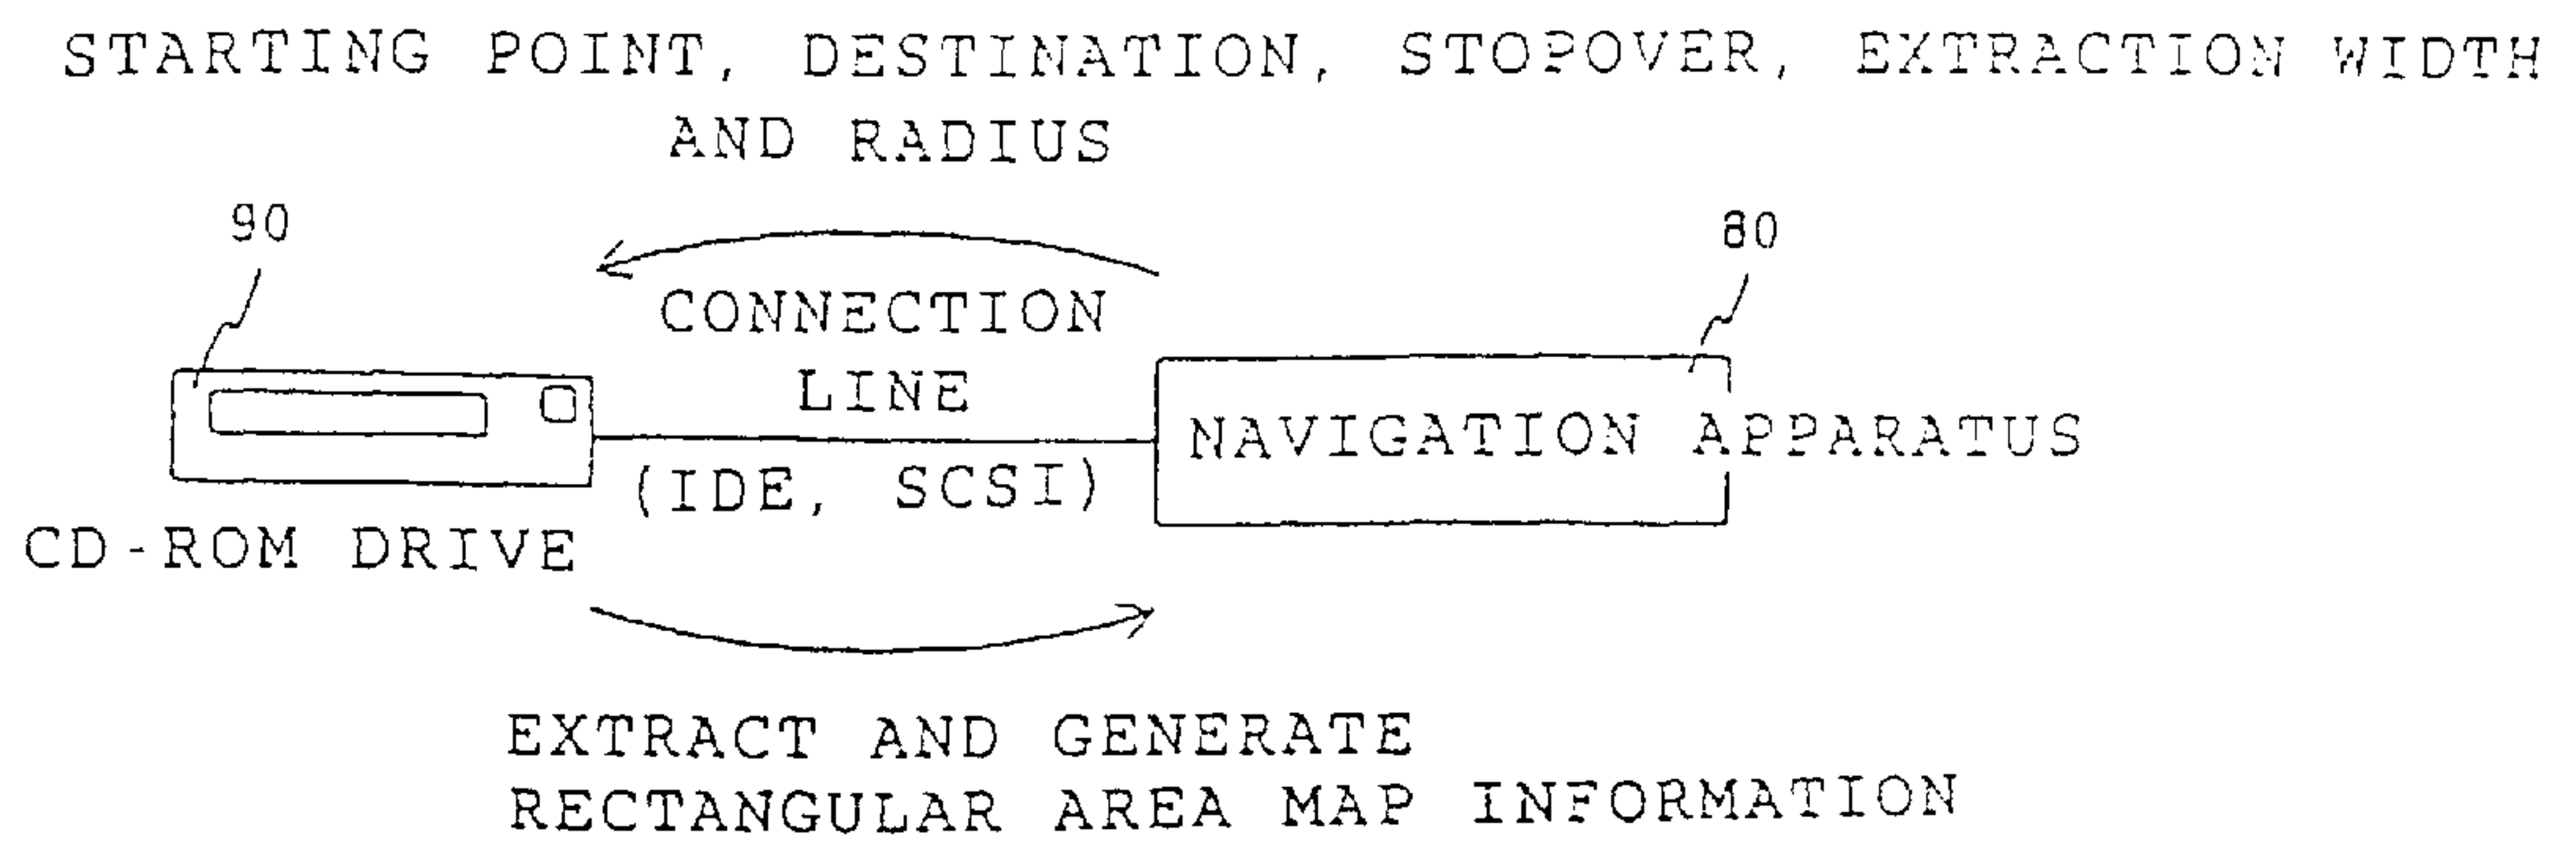 STARTING POINT, DESTINATION, STOPOVER, EXTRACTION WIDTH
AND RADIUS
90
80
CONNECTION
LINE
NAVIGATION APPARATUS
(IDE, SCSI)
CD-ROM DRIVE
EXTRACT AND GENERATE
RECTANGULAR AREA MAP INFORMATION